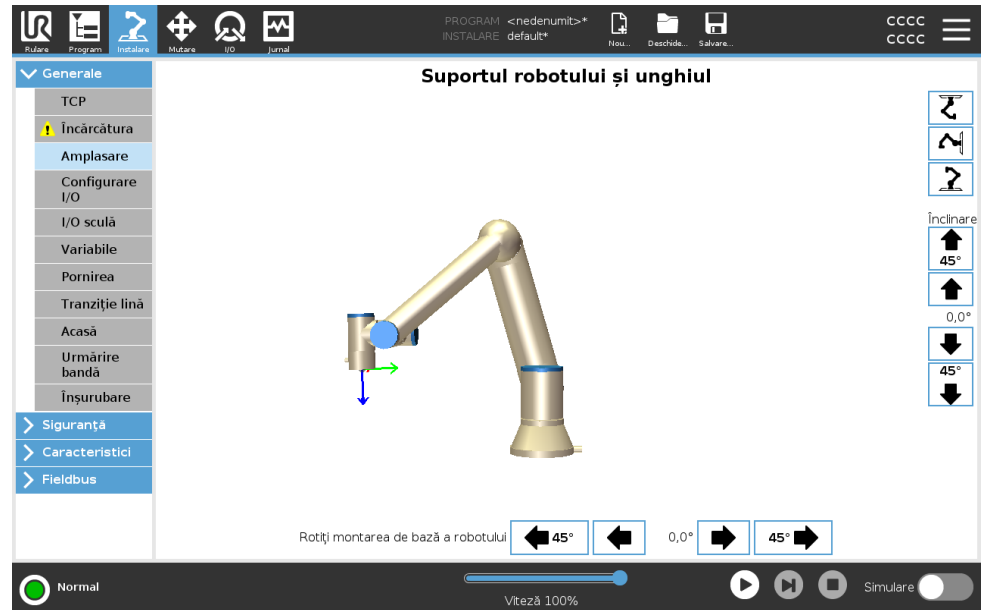 PROGRAM <nedenumit>*
INSTALARE default*
cccc
cccc
Rulare
Program
Instalare
Mutare
I/O
Jurnal
Nou...
Deschide...
Salvare...
Generale
TCP
Încărcătura
Amplasare
Configurare
I/O
I/O sculă
Variabile
Pornirea
Tranziție lină
Acasă
Urmărire
bandă
Înșurubare
Siguranță
Caracteristici
Fieldbus
Suportul robotului și unghiul
Înclinare
45°
0,0°
45°
Rotiți montarea de bază a robotului
45°
0,0°
45°
Normal
Viteză 100%
Simulare